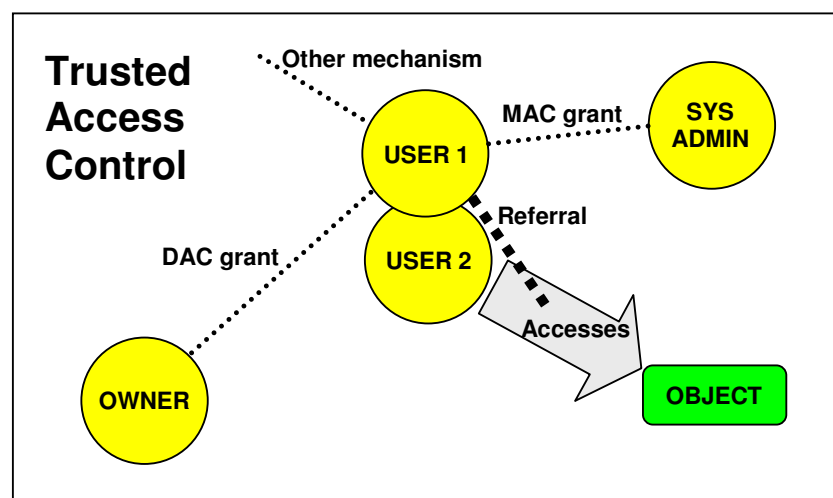 Trusted
Access
Control
Other mechanism
MAC grant
SYS
ADMIN
USER 1
Referral
DAC grant
USER 2
Accesses
OWNER
OBJECT